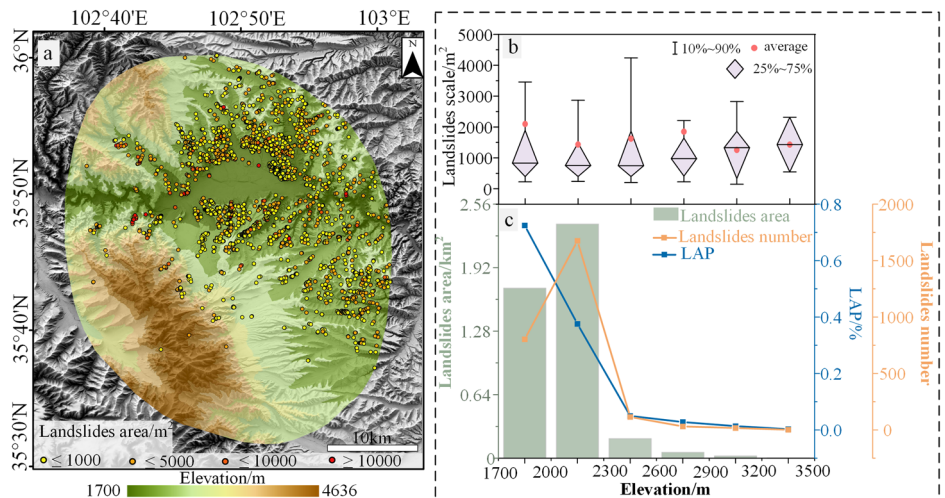 102°40′E 102°50′E 103°E
a
N
36°N
35°50′N
35°40′N
35°30′N
Landslides area/m²
≤ 1000 ≤ 5000 ≤ 10000 > 10000
10km
Elevation/m
1700 4636
b
10%~90% average
25%~75%
Landslides scale/m²
5000
4000
3000
2000
1000
0
c
Landslides area
Landslides number
LAP
Landslides area/km²
2.56
1.92
1.28
0.64
0
LAP/%
0.8
0.6
0.4
0.2
0.0
Landslides number
2000
1500
1000
500
0
1700 2000 2300 2600 2900 3200 3500
Elevation/m